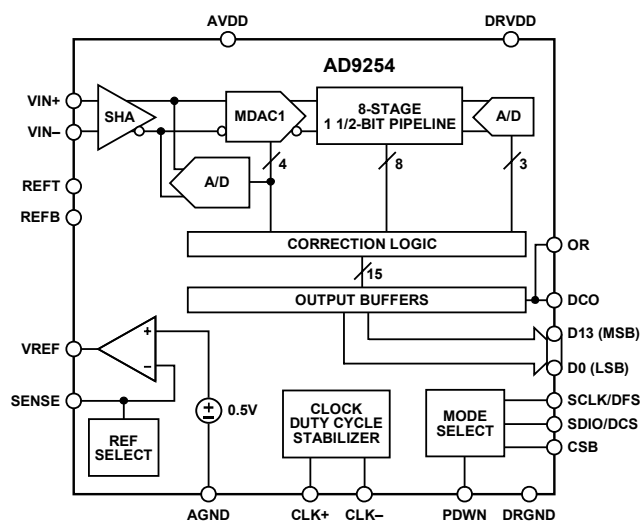 AVDD
DRVDD
AD9254
VIN+
VIN–
SHA
MDAC1
8-STAGE
1 1/2-BIT PIPELINE
A/D
A/D
4
8
3
REFT
REFB
CORRECTION LOGIC
OR
15
OUTPUT BUFFERS
DCO
D13 (MSB)
D0 (LSB)
VREF
+
–
SENSE
REF
SELECT
+
–
0.5V
CLOCK
DUTY CYCLE
STABILIZER
MODE
SELECT
SCLK/DFS
SDIO/DCS
CSB
AGND
CLK+
CLK–
PDWN
DRGND